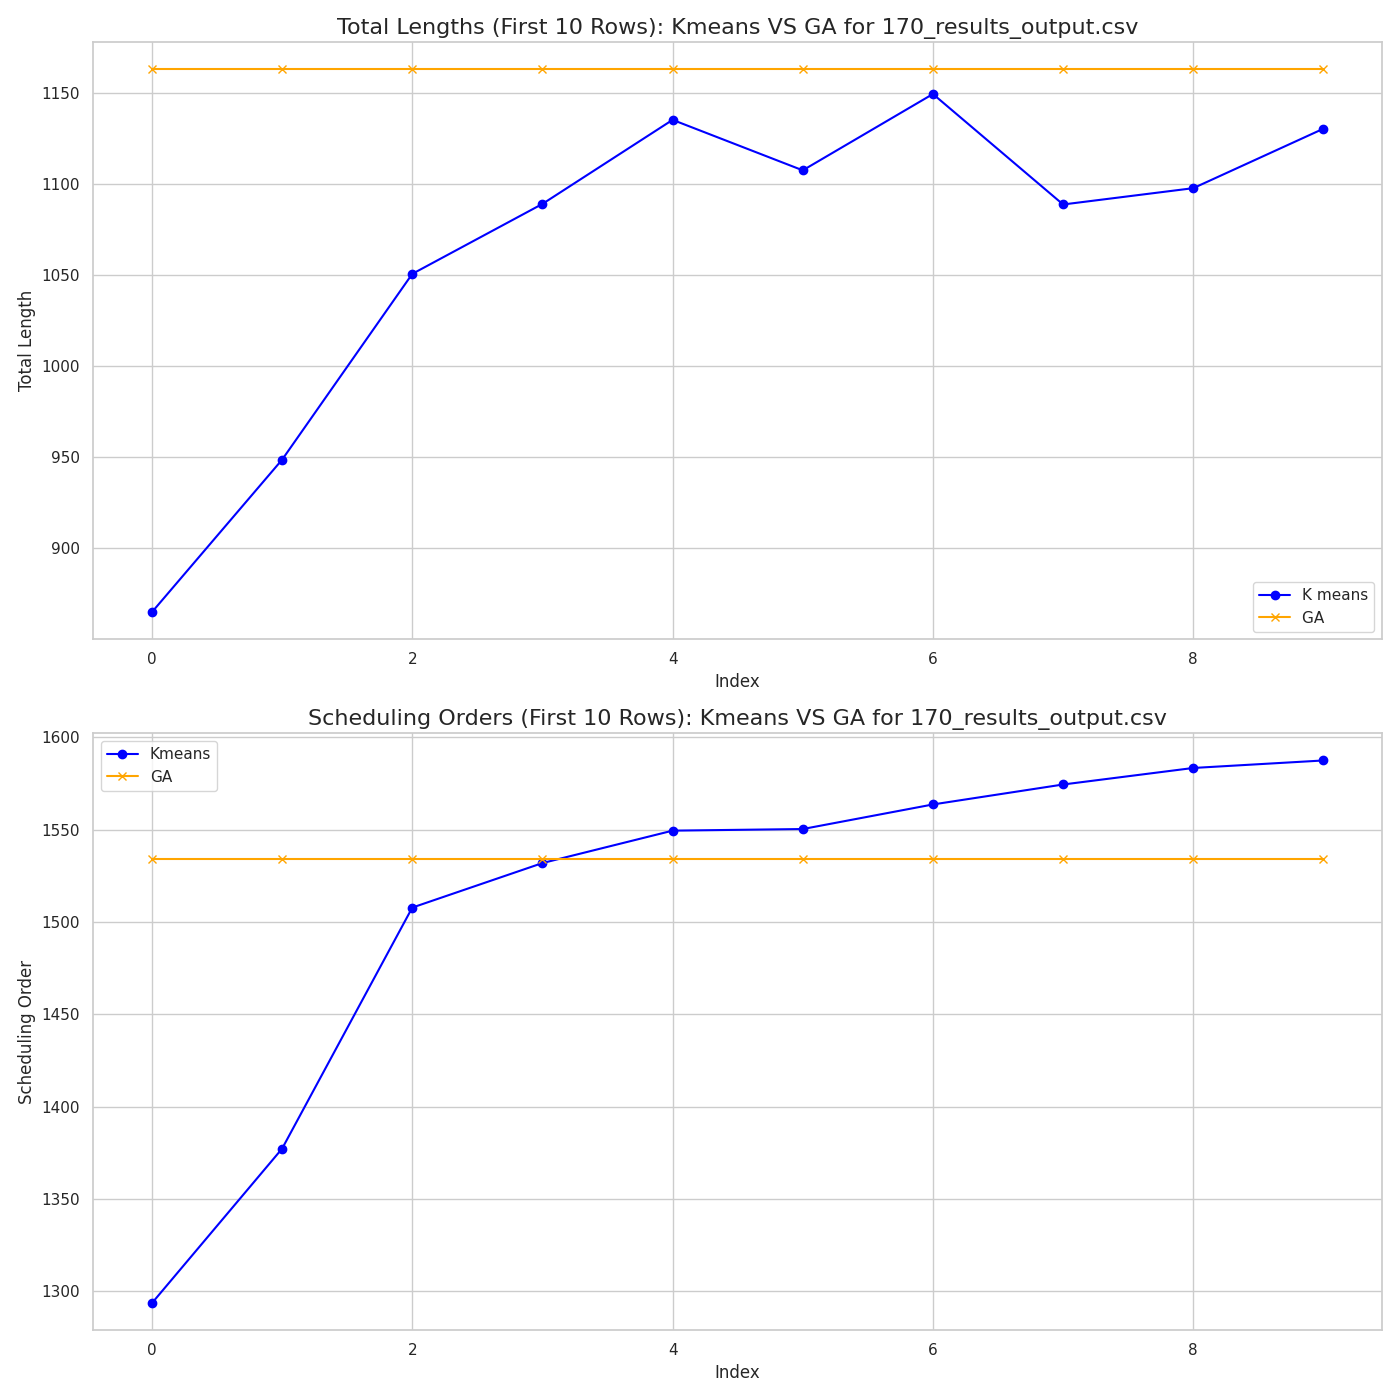 Total Lengths (First 10 Rows): Kmeans VS GA for 170_results_output.csv
1150
1100
1050
1000
950
900
Total Length
K means
GA
0 2 4 6 8
Index
Scheduling Orders (First 10 Rows): Kmeans VS GA for 170_results_output.csv
Kmeans
GA
1600
1550
1500
1450
1400
1350
1300
Scheduling Order
0 2 4 6 8
Index